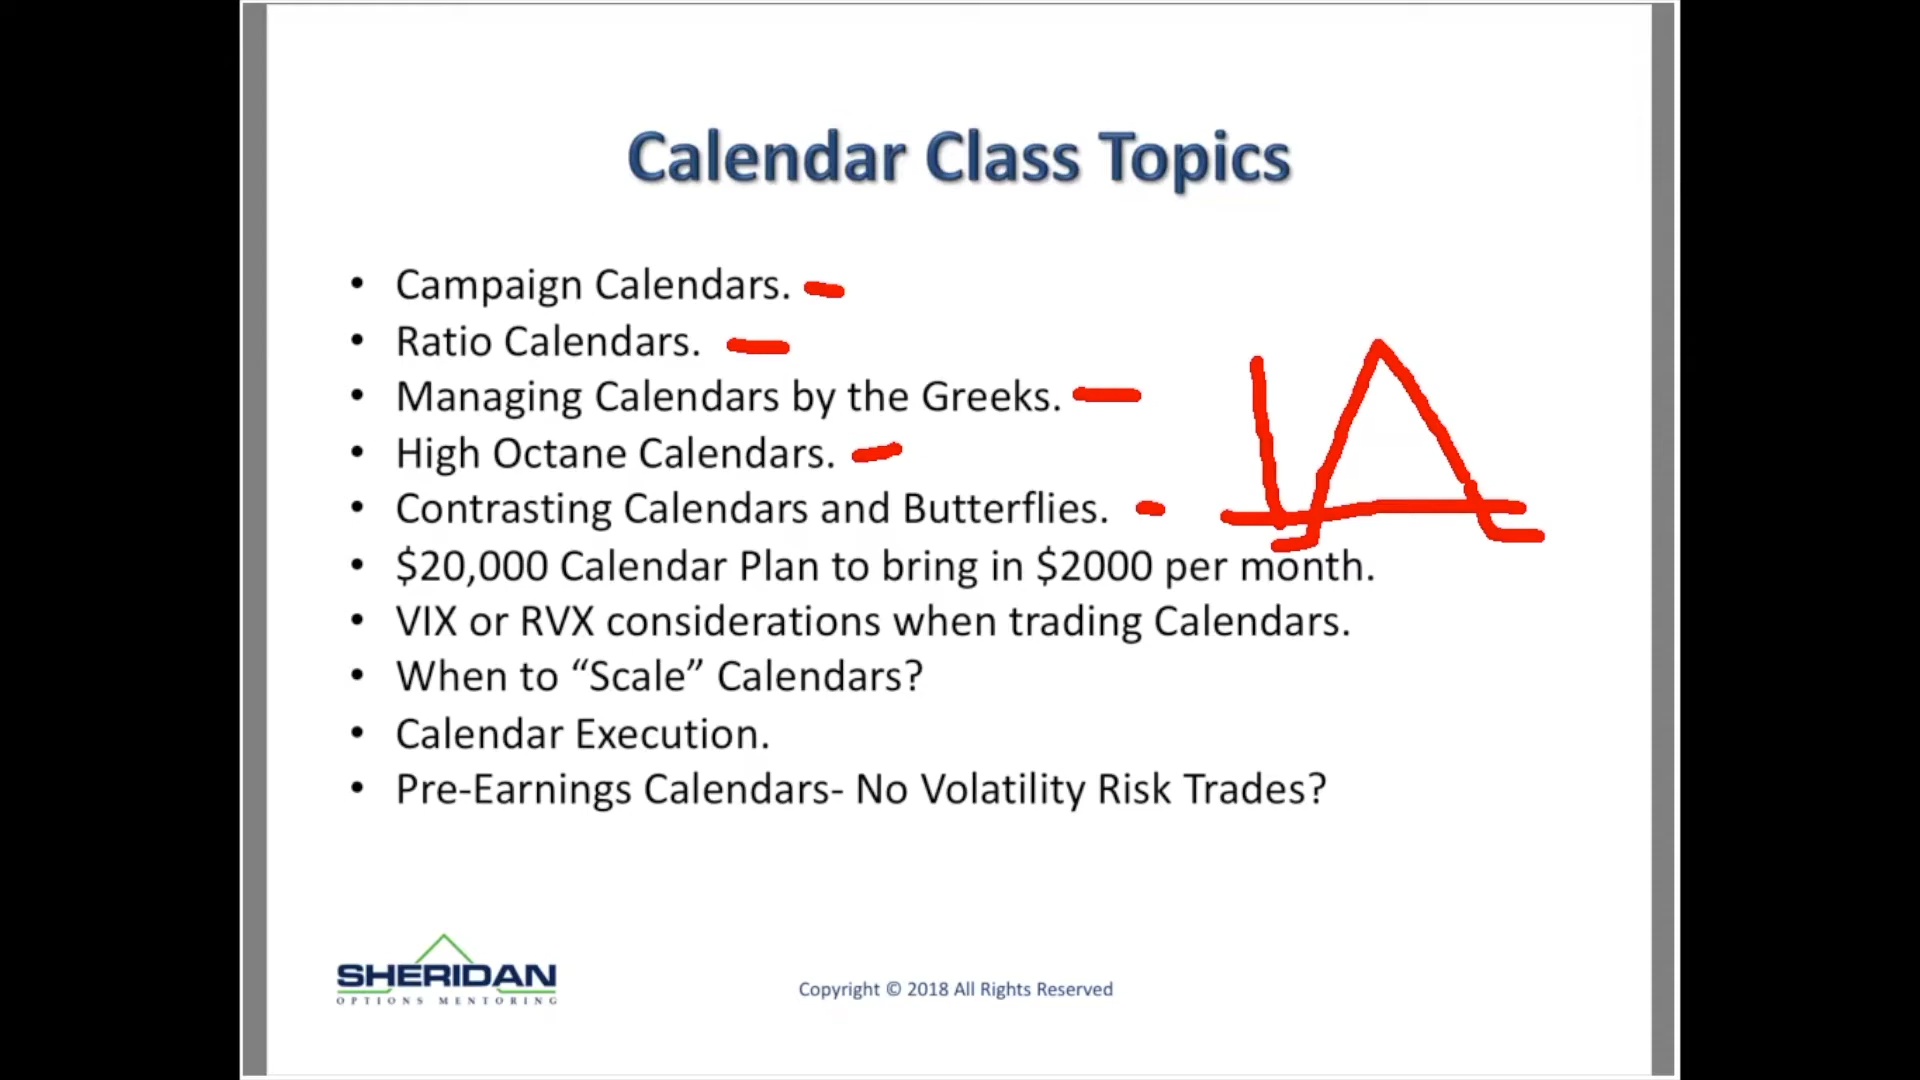 Calendar Class Topics
• Campaign Calendars.
• Ratio Calendars.
• Managing Calendars by the Greeks.
• High Octane Calendars.
• Contrasting Calendars and Butterflies.
• $20,000 Calendar Plan to bring in $2000 per month.
• VIX or RVX considerations when trading Calendars.
• When to “Scale” Calendars?
• Calendar Execution.
• Pre-Earnings Calendars- No Volatility Risk Trades?
SHERIDAN
OPTIONS MENTORING
Copyright © 2018 All Rights Reserved